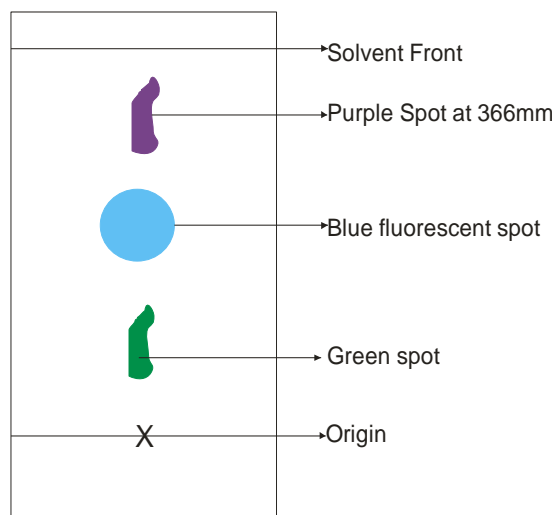 Solvent Front
Purple Spot at 366mm
Blue fluorescent spot
Green spot
X
Origin